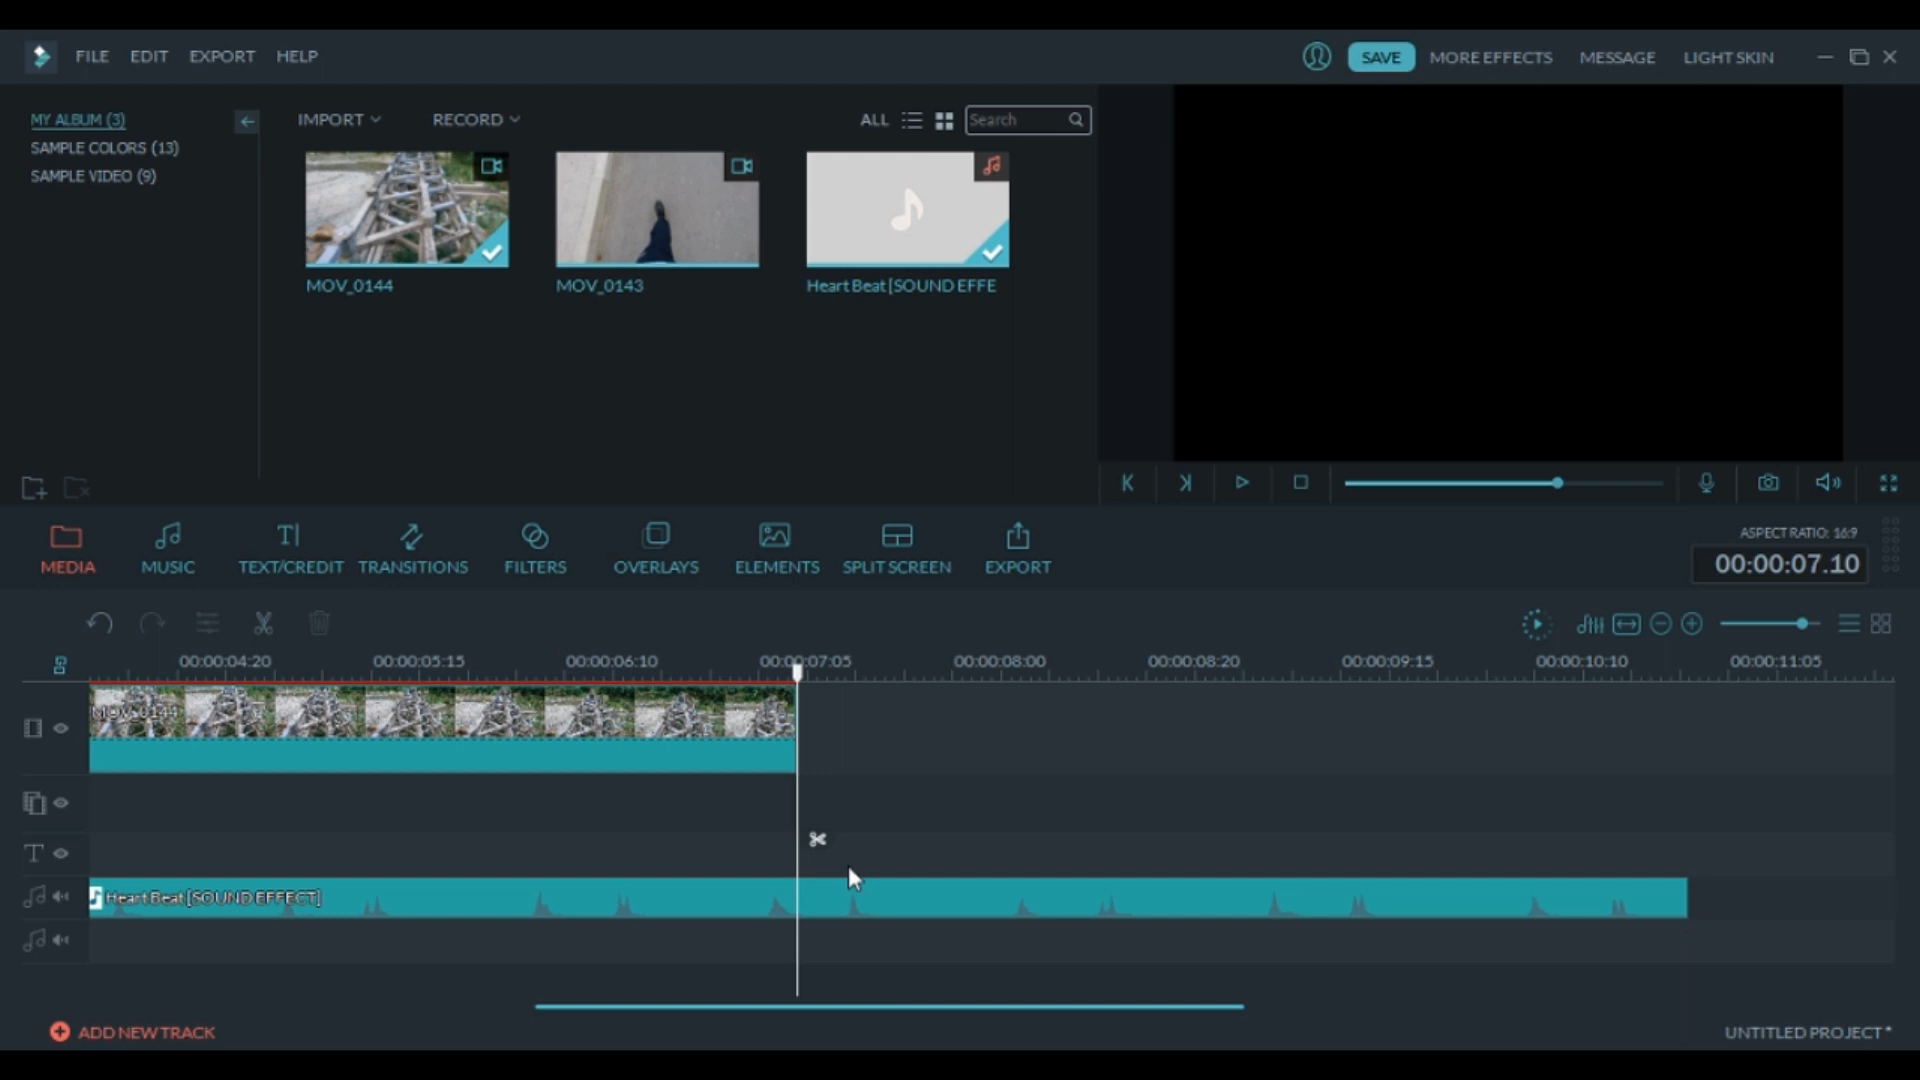 FILE EDIT EXPORT HELP
SAVE MORE EFFECTS MESSAGE LIGHT SKIN
MY ALBUM (3)
SAMPLE COLORS (13)
SAMPLE VIDEO (9)
IMPORT RECORD ALL Search
MOV_0144 MOV_0143 Heart Beat [SOUND EFFE
MEDIA MUSIC TEXT/CREDIT TRANSITIONS FILTERS OVERLAYS ELEMENTS SPLIT SCREEN EXPORT
ASPECT RATIO: 16:9
00:00:07.10
00:00:04:20 00:00:05:15 00:00:06:10 00:00:07:05 00:00:08:00 00:00:08:20 00:00:09:15 00:00:10:10 00:00:11:05
MOV_0144
Heart Beat [SOUND EFFECT]
ADD NEW TRACK
UNTITLED PROJECT *